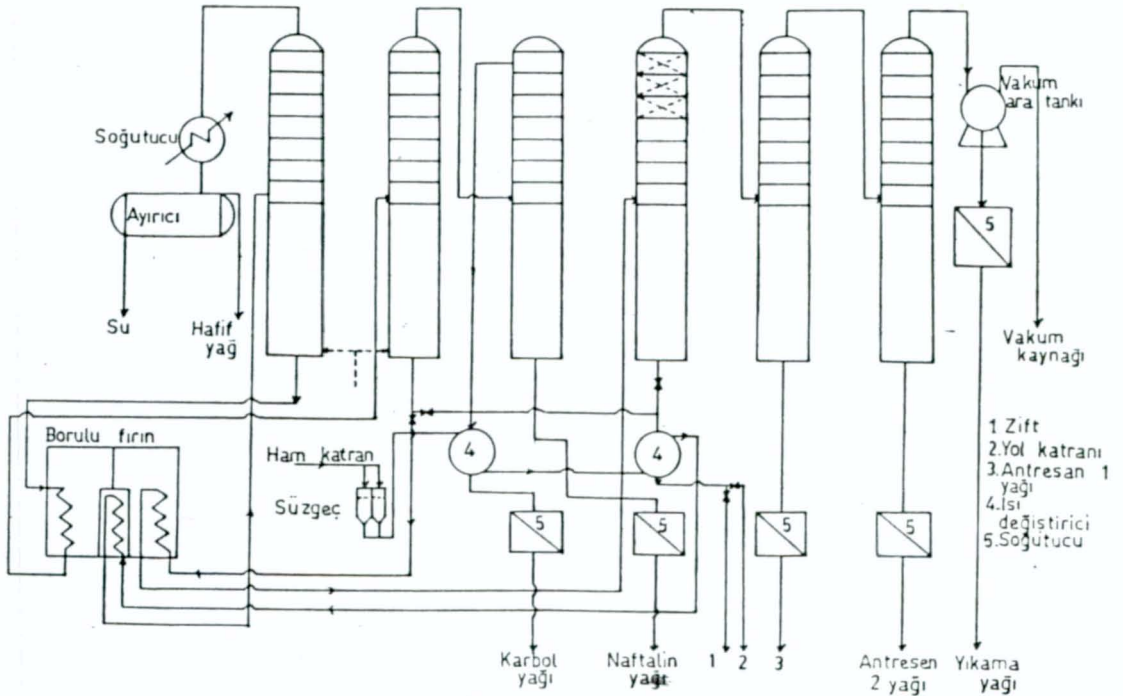 Soğutucu
Ayırıcı
Su
Hafif
yağ
Vakum
ara tankı
5
Vakum
kaynağı
Borulu fırın
Ham katran
Süzgeç
4
4
5
5
5
5
1 Zift
2.Yol katranı
3.Antresan 1
yağı
4.Isı
değiştirici
5.Soğutucu
Karbol
yağı
Naftalin
yağı
1
2
3
Antresen
2 yağı
Yıkama
yağı